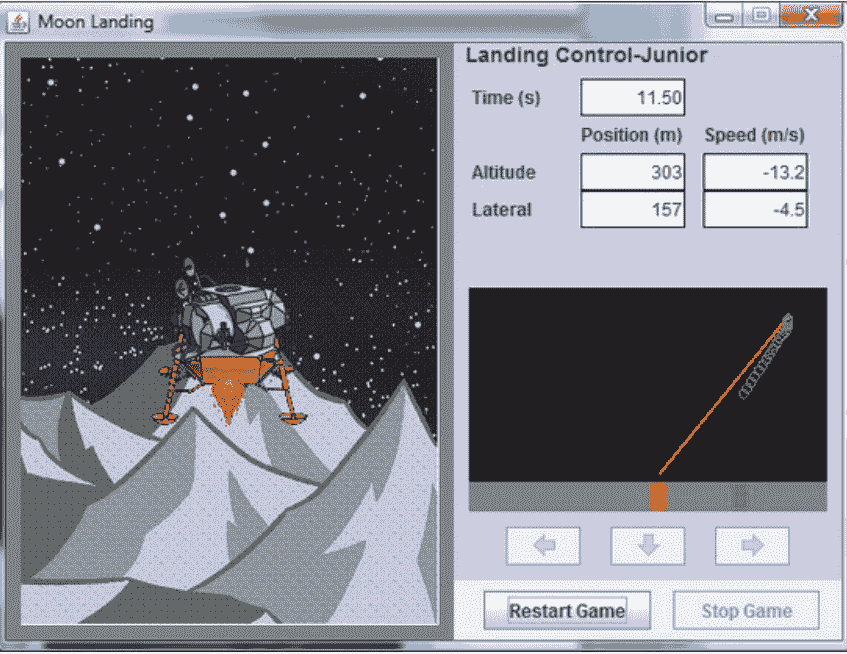 Moon Landing
Landing Control-Junior
Time (s) 11.50
Position (m) Speed (m/s)
Altitude 303 -13.2
Lateral 157 -4.5
Restart Game Stop Game